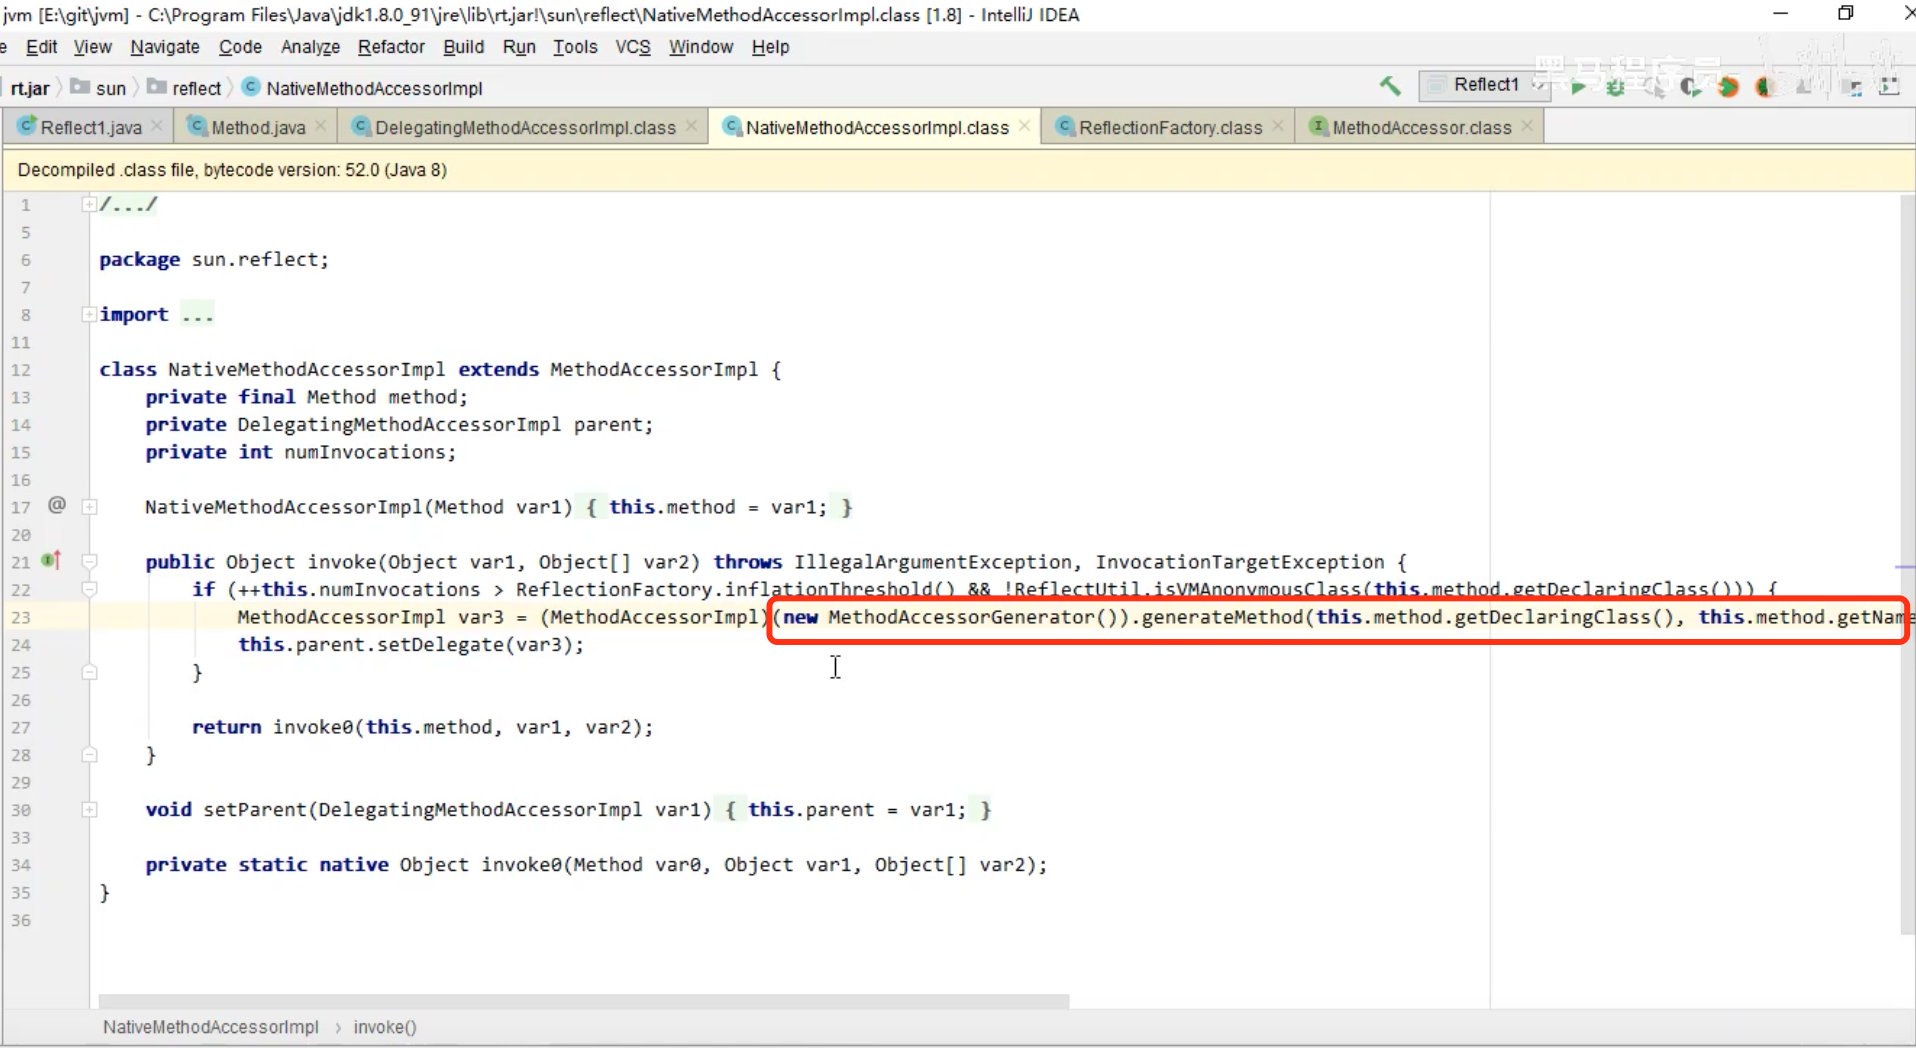 jvm [E:\git\jvm] - C:\Program Files\Java\jdk1.8.0_91\jre\lib\rt.jar!\sun\reflect\NativeMethodAccessorImpl.class [1.8] - IntelliJ IDEA
e Edit View Navigate Code Analyze Refactor Build Run Tools VCS Window Help
黑马程序员
rt.jar sun reflect NativeMethodAccessorImpl Reflect1
Reflect1.java Method.java DelegatingMethodAccessorImpl.class NativeMethodAccessorImpl.class ReflectionFactory.class MethodAccessor.class
Decompiled .class file, bytecode version: 52.0 (Java 8)
1 /.../
5
6 package sun.reflect;
7
8 import ...
11
12 class NativeMethodAccessorImpl extends MethodAccessorImpl {
13 private final Method method;
14 private DelegatingMethodAccessorImpl parent;
15 private int numInvocations;
16
17 @ NativeMethodAccessorImpl(Method var1) { this.method = var1; }
20
21 public Object invoke(Object var1, Object[] var2) throws IllegalArgumentException, InvocationTargetException {
22 if (++this.numInvocations > ReflectionFactory.inflationThreshold() && !ReflectUtil.isVMAnonymousClass(this.method.getDeclaringClass())) {
23 MethodAccessorImpl var3 = (MethodAccessorImpl)(new MethodAccessorGenerator()).generateMethod(this.method.getDeclaringClass(), this.method.getName
24 this.parent.setDelegate(var3);
25 }
26
27 return invoke0(this.method, var1, var2);
28 }
29
30 void setParent(DelegatingMethodAccessorImpl var1) { this.parent = var1; }
33
34 private static native Object invoke0(Method var0, Object var1, Object[] var2);
35 }
36
NativeMethodAccessorImpl › invoke()